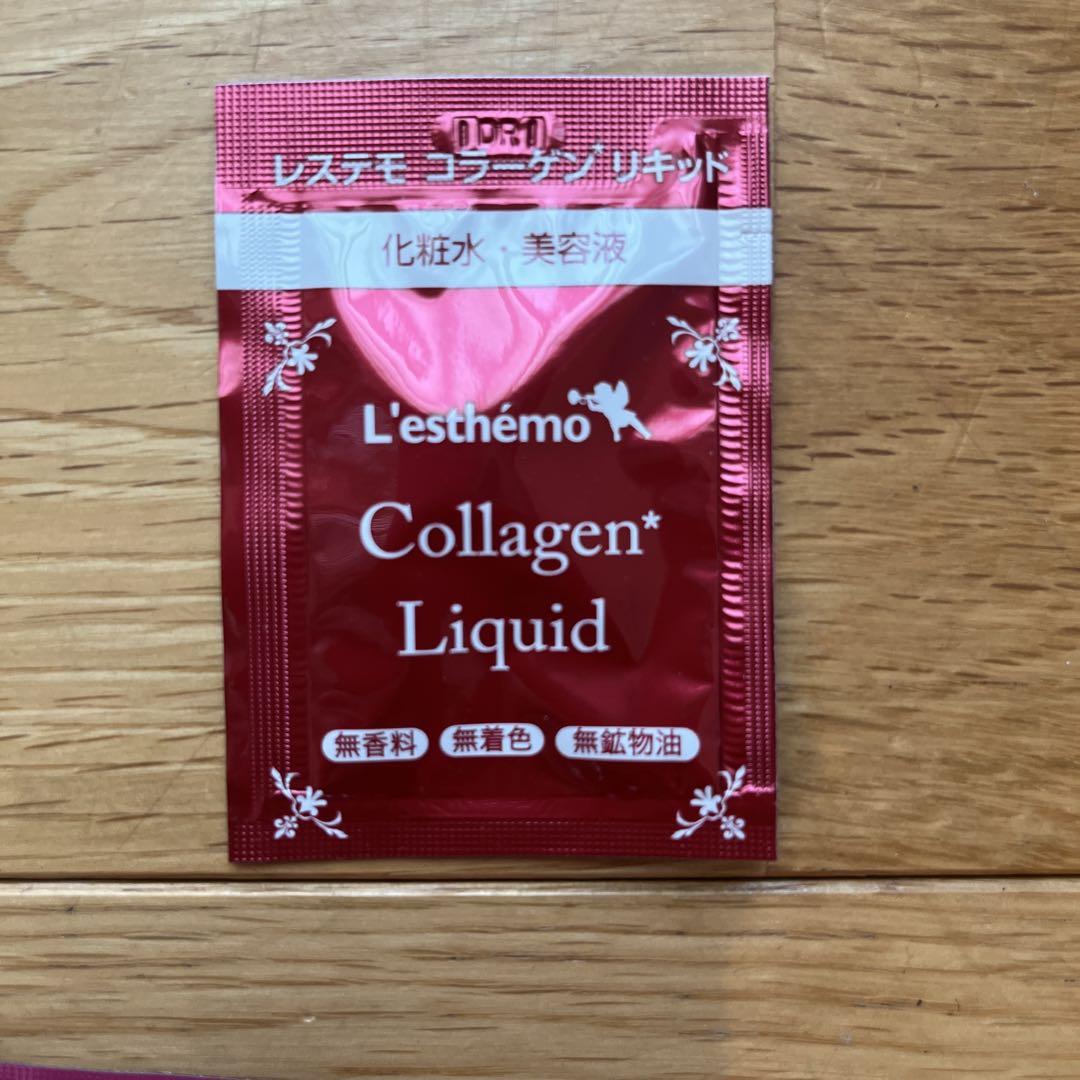 レステモ コラーゲン*リキッド
化粧水・美容液
L'esthémo
Collagen*
Liquid
無香料 無着色 無鉱物油